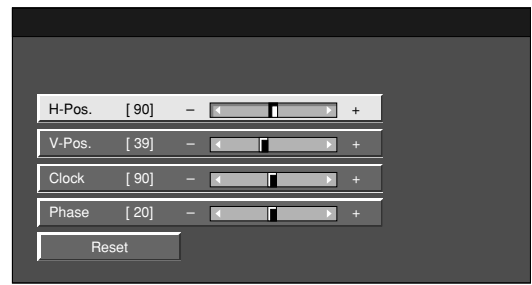 H-Pos. [ 90] – +
V-Pos. [ 39] – +
Clock [ 90] – +
Phase [ 20] – +
Reset